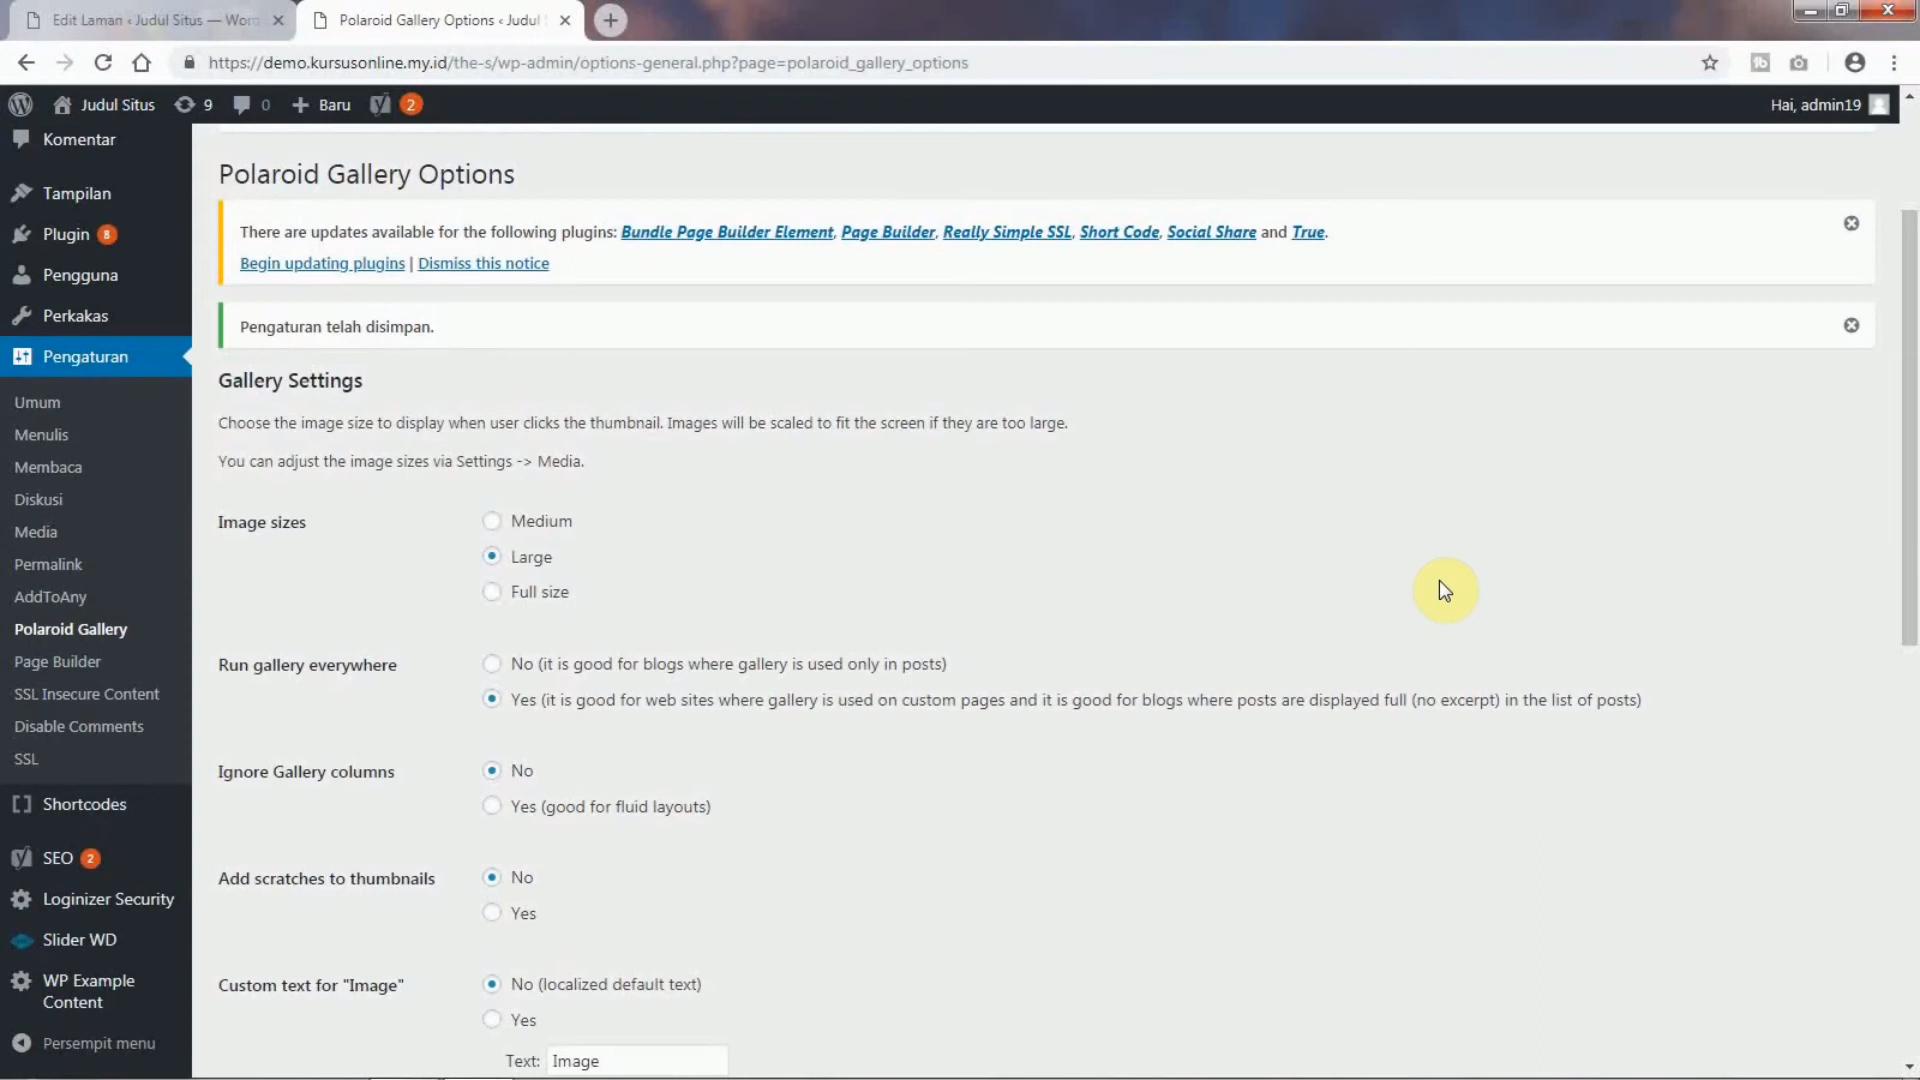 Edit Laman ‹ Judul Situs — Wor
Polaroid Gallery Options ‹ Judul
https://demo.kursusonline.my.id/the-s/wp-admin/options-general.php?page=polaroid_gallery_options
Judul Situs 9 0 Baru 2
Hai, admin19
Komentar
Tampilan
Plugin 8
Pengguna
Perkakas
Pengaturan
Umum
Menulis
Membaca
Diskusi
Media
Permalink
AddToAny
Polaroid Gallery
Page Builder
SSL Insecure Content
Disable Comments
SSL
Shortcodes
SEO 2
Loginizer Security
Slider WD
WP Example
Content
Persempit menu
Polaroid Gallery Options
There are updates available for the following plugins: Bundle Page Builder Element, Page Builder, Really Simple SSL, Short Code, Social Share and True.
Begin updating plugins | Dismiss this notice
Pengaturan telah disimpan.
Gallery Settings
Choose the image size to display when user clicks the thumbnail. Images will be scaled to fit the screen if they are too large.
You can adjust the image sizes via Settings -> Media.
Image sizes
Medium
Large
Full size
Run gallery everywhere
No (it is good for blogs where gallery is used only in posts)
Yes (it is good for web sites where gallery is used on custom pages and it is good for blogs where posts are displayed full (no excerpt) in the list of posts)
Ignore Gallery columns
No
Yes (good for fluid layouts)
Add scratches to thumbnails
No
Yes
Custom text for "Image"
No (localized default text)
Yes
Text: Image